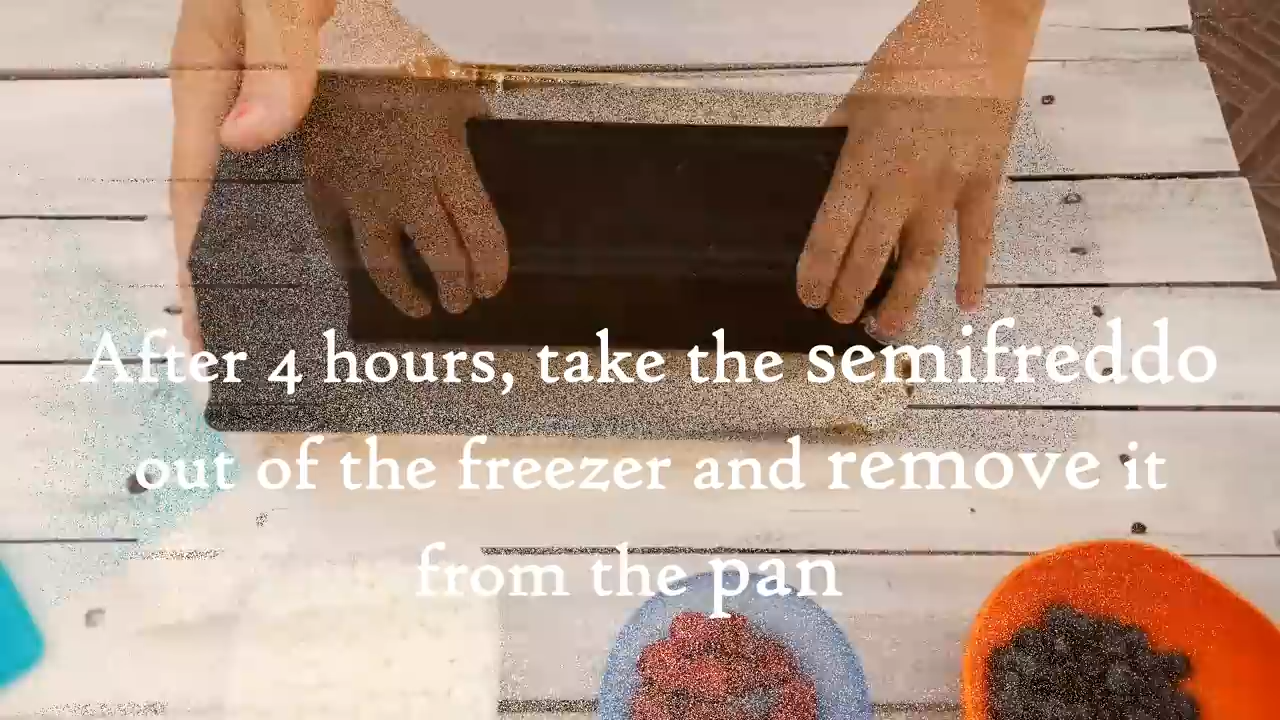 After 4 hours, take the semifreddo
out of the freezer and remove it
from the pan